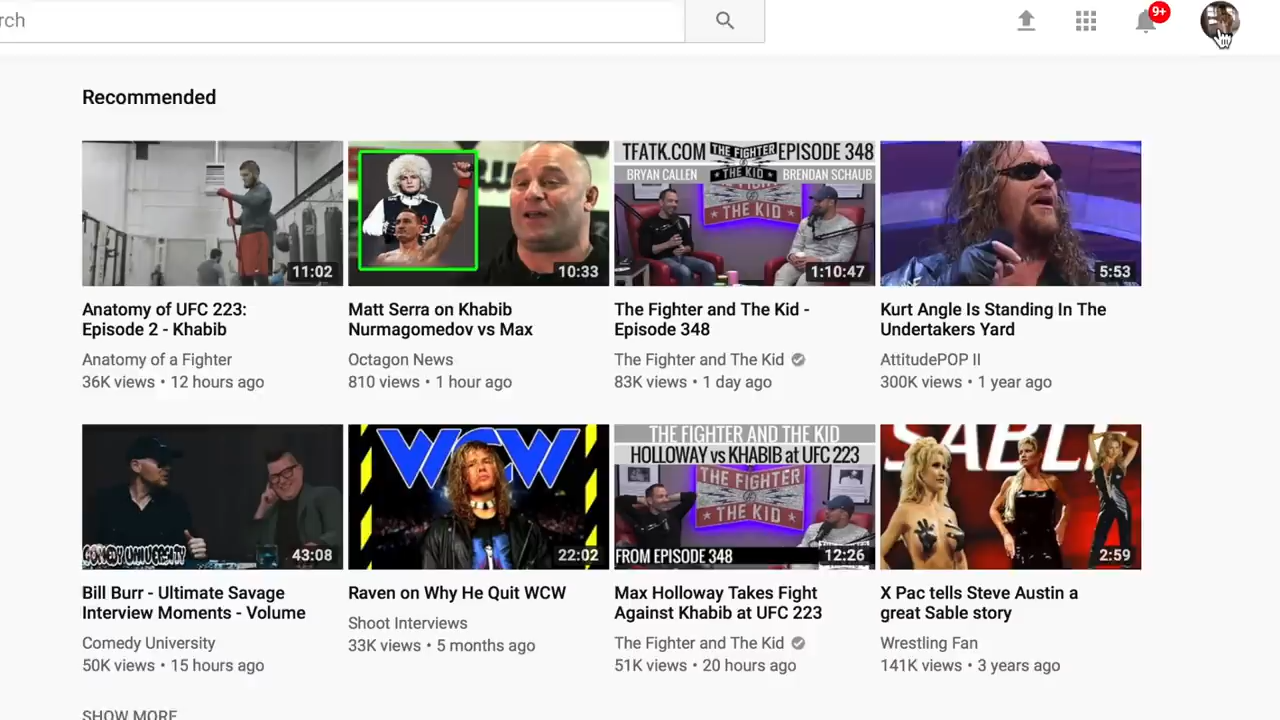 rch
9+
Recommended
11:02
10:33
TFATK.COM THE FIGHTER & THE KID EPISODE 348
BRYAN CALLEN BRENDAN SCHAUB
THE KID
1:10:47
5:53
Anatomy of UFC 223:
Episode 2 - Khabib
Matt Serra on Khabib
Nurmagomedov vs Max
The Fighter and The Kid -
Episode 348
Kurt Angle Is Standing In The
Undertakers Yard
Anatomy of a Fighter
Octagon News
The Fighter and The Kid
AttitudePOP II
36K views • 12 hours ago
810 views • 1 hour ago
83K views • 1 day ago
300K views • 1 year ago
COMEDY UNIVERSITY
43:08
WCW
22:02
THE FIGHTER AND THE KID
HOLLOWAY vs KHABIB at UFC 223
THE FIGHTER
& THE KID
FROM EPISODE 348
12:26
SABLE
2:59
Bill Burr - Ultimate Savage
Interview Moments - Volume
Raven on Why He Quit WCW
Max Holloway Takes Fight
Against Khabib at UFC 223
X Pac tells Steve Austin a
great Sable story
Comedy University
Shoot Interviews
The Fighter and The Kid
Wrestling Fan
50K views • 15 hours ago
33K views • 5 months ago
51K views • 20 hours ago
141K views • 3 years ago
SHOW MORE